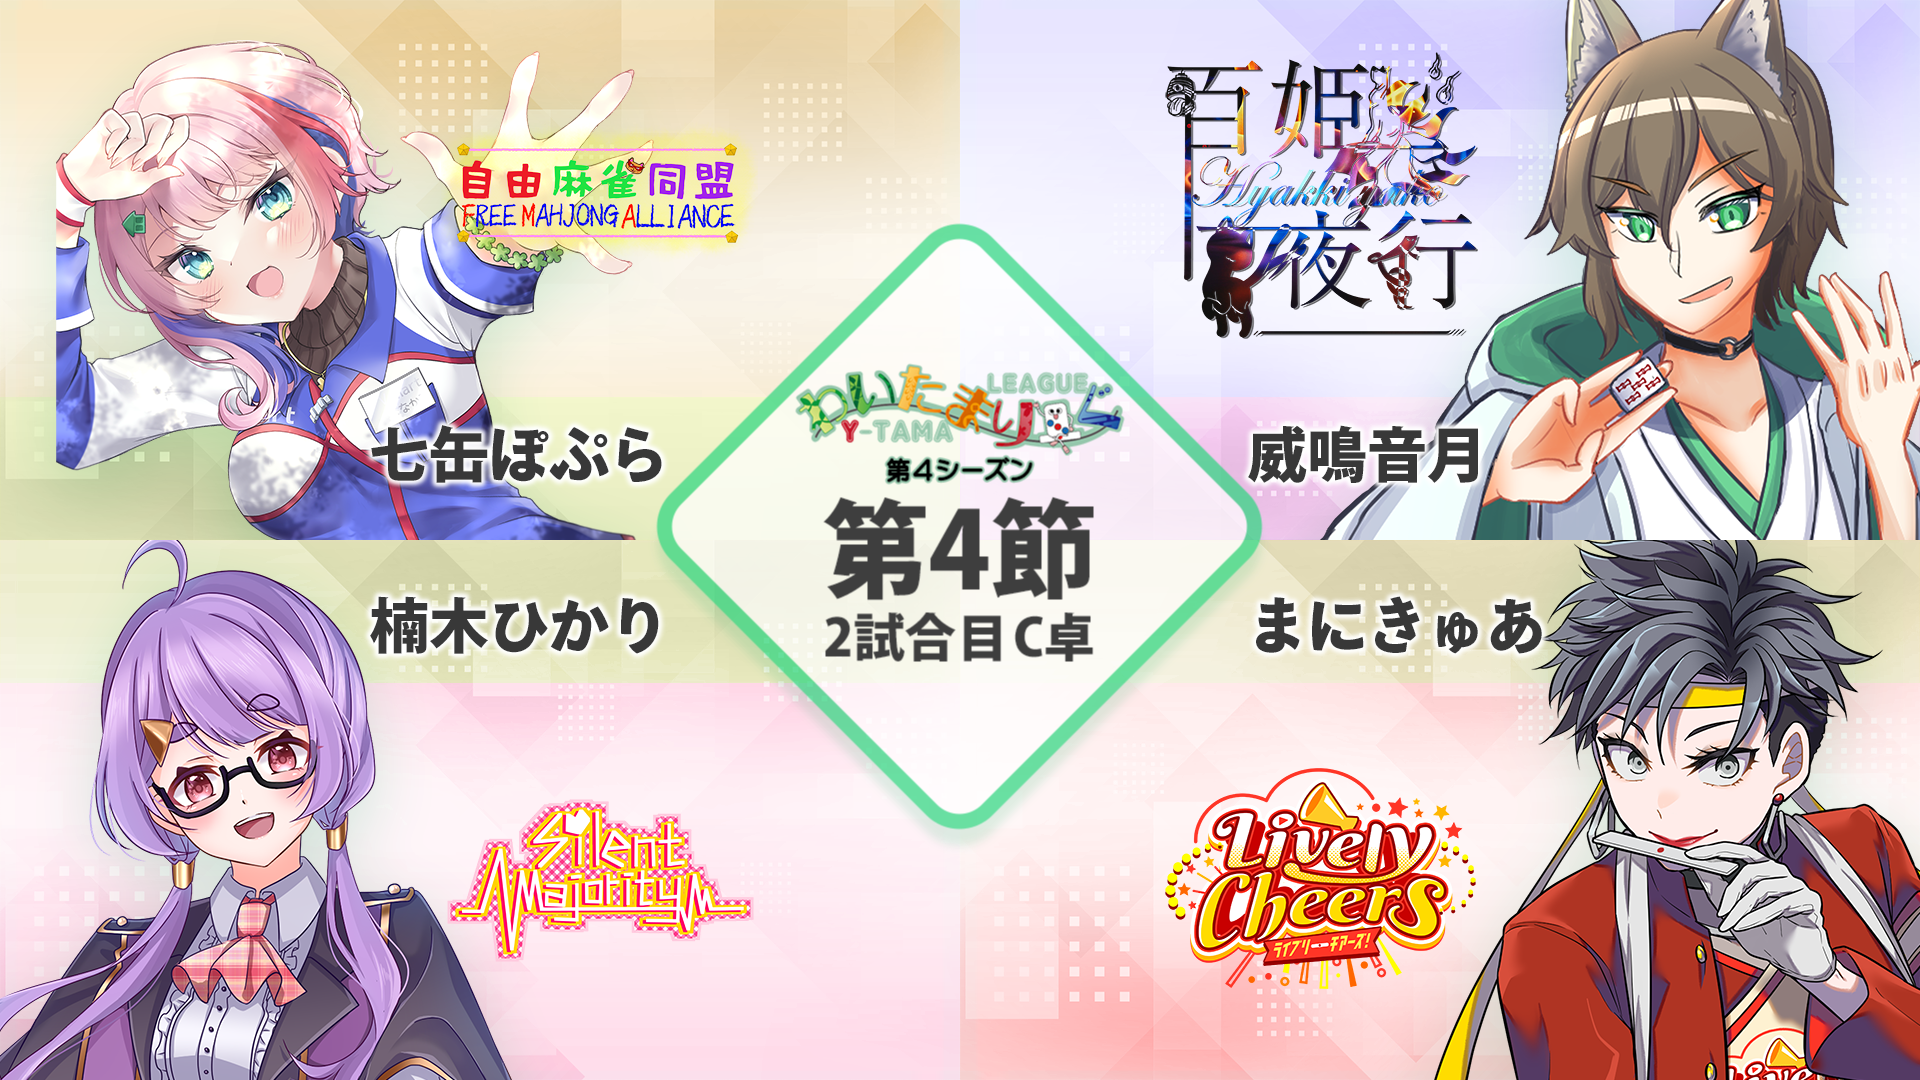 自由麻雀同盟
FREE MAHJONG ALLIANCE
七缶ぽぷら
百姫
Hyakkiyako
夜行
威鳴音月
わいたまりーぐ
LEAGUE
Y-TAMA
第4シーズン
第4節
2試合目 C卓
楠木ひかり
Silent
Majority
まにきゅあ
Lively
Cheers
ライブリーチアーズ!